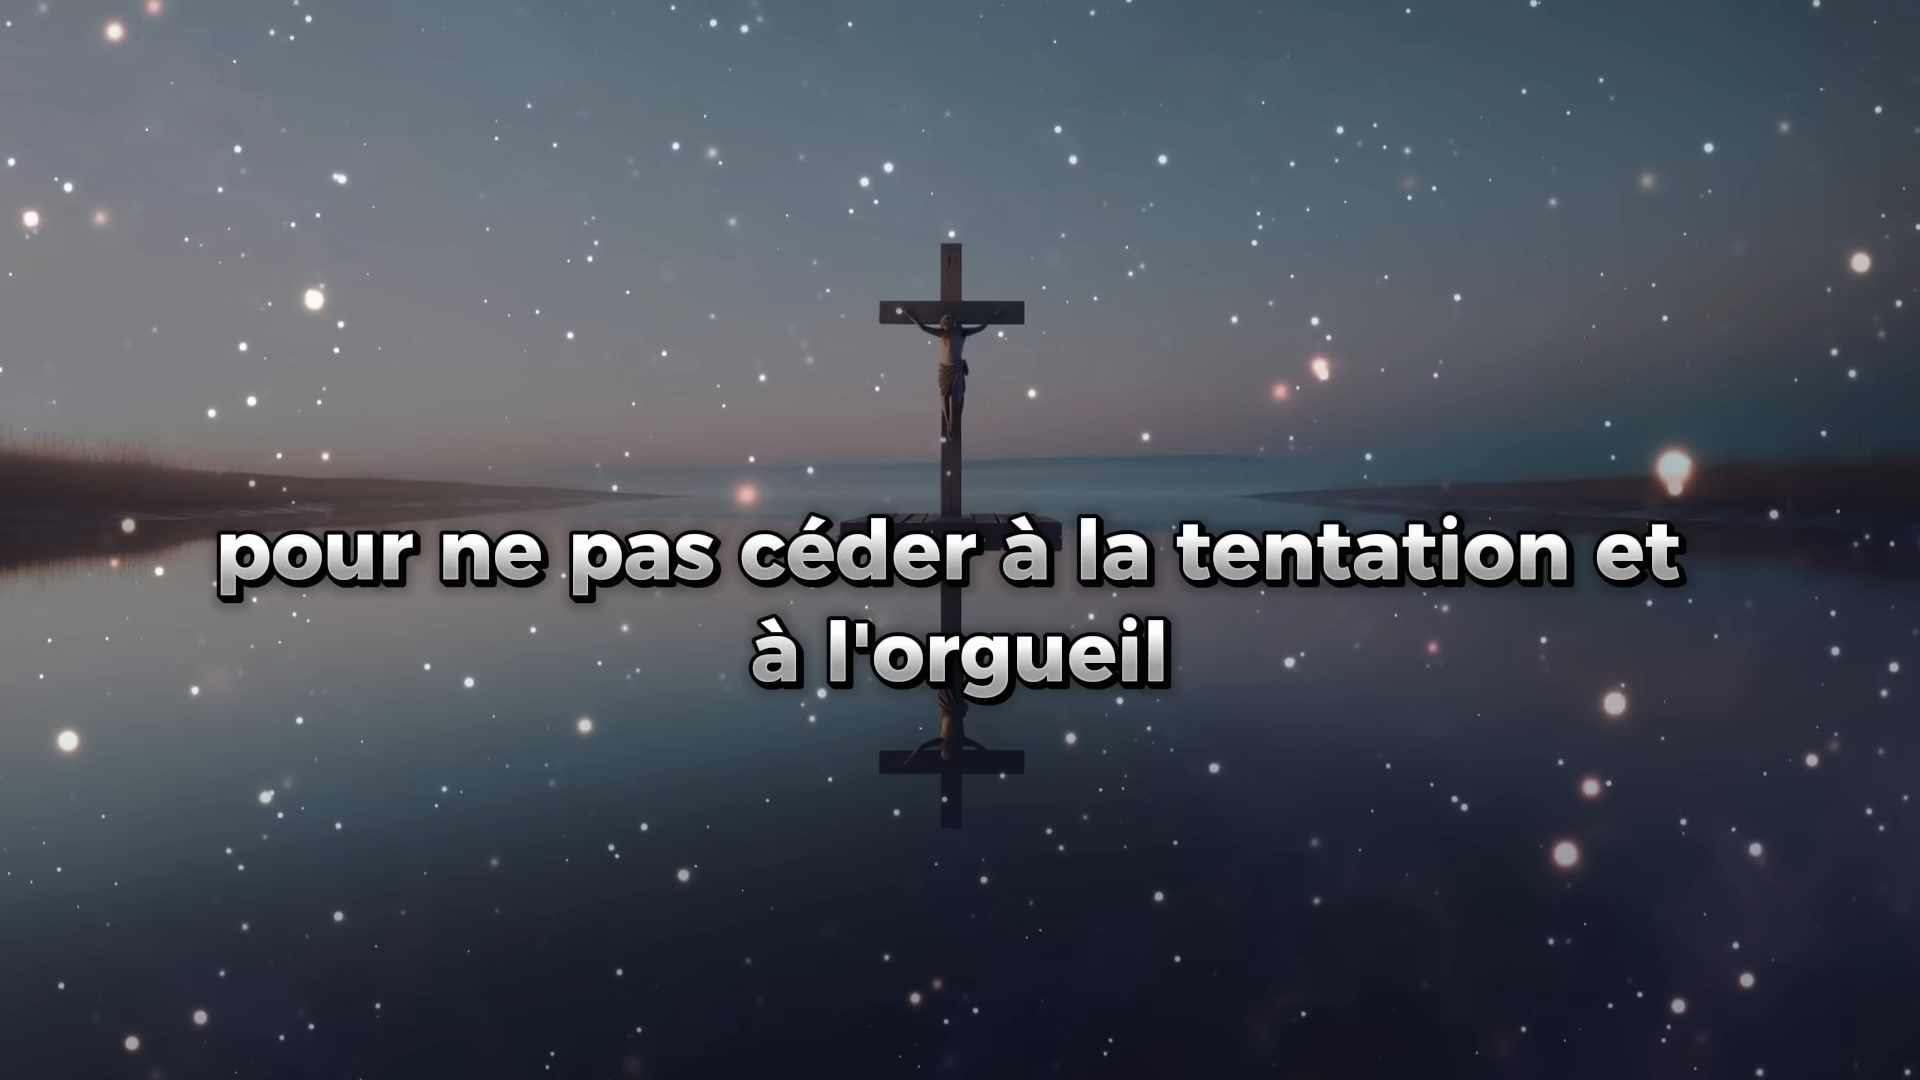 pour ne pas céder à la tentation et
à l'orgueil